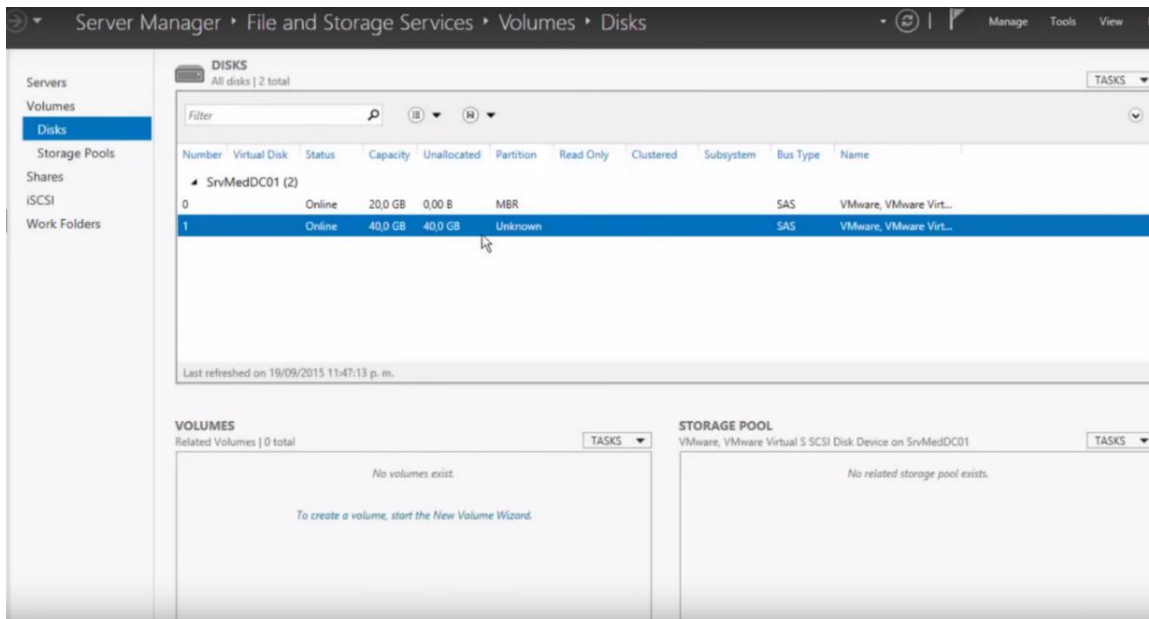 Server Manager ‣ File and Storage Services ‣ Volumes ‣ Disks
Manage Tools View
Servers
Volumes
Disks
Storage Pools
Shares
iSCSI
Work Folders
DISKS
All disks | 2 total
TASKS
Filter
Number Virtual Disk Status Capacity Unallocated Partition Read Only Clustered Subsystem Bus Type Name
SrvMedDC01 (2)
0 Online 20,0 GB 0,00 B MBR SAS VMware, VMware Virt...
1 Online 40,0 GB 40,0 GB Unknown SAS VMware, VMware Virt...
Last refreshed on 19/09/2015 11:47:13 p. m.
VOLUMES
Related Volumes | 0 total
TASKS
No volumes exist.
To create a volume, start the New Volume Wizard.
STORAGE POOL
VMware, VMware Virtual S SCSI Disk Device on SrvMedDC01
TASKS
No related storage pool exists.